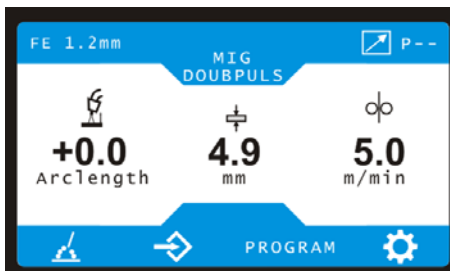 FE 1.2mm
MIG
DOUBPULS
P--
+0.0
Arclength
4.9
mm
5.0
m/min
PROGRAM